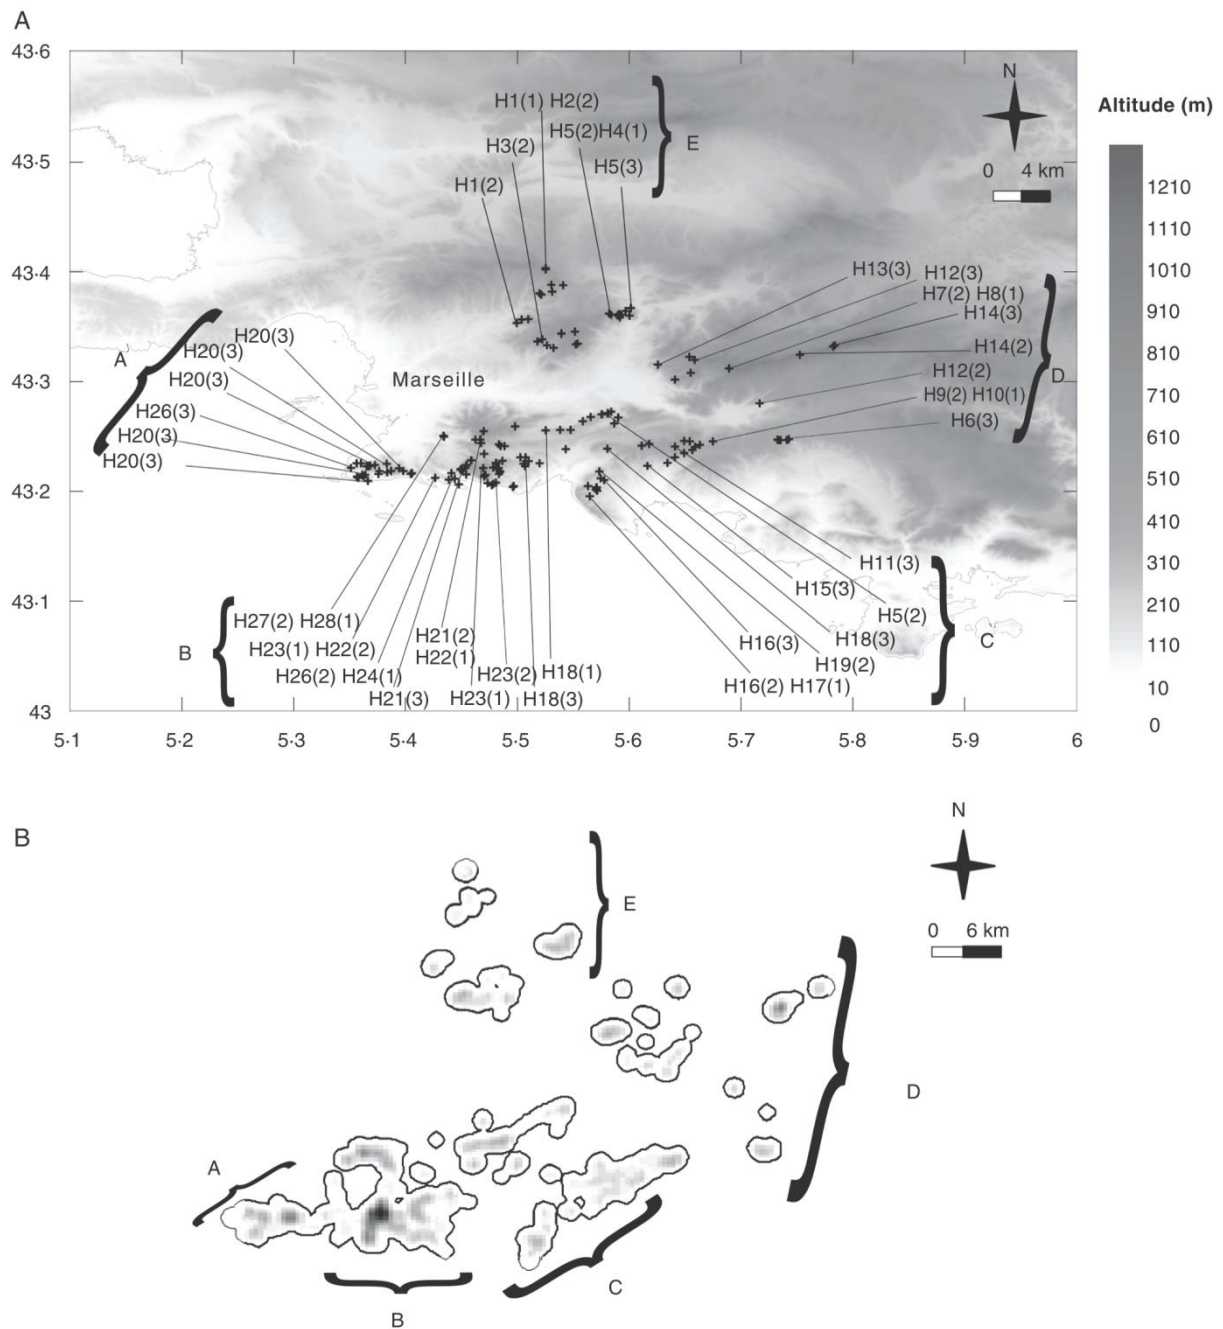 A
43·6
43·5
43·4
43·3
43·2
43·1
43
5·1
5·2
5·3
5·4
5·5
5·6
5·7
5·8
5·9
6
N
0 4 km
Altitude (m)
1210
1110
1010
910
810
710
610
510
410
310
210
110
10
0
H1(1) H2(2)
H5(2)H4(1)
H3(2)
H5(3)
H1(2)
E
H13(3)
H12(3)
H7(2) H8(1)
H14(3)
H14(2)
H12(2)
H9(2) H10(1)
H6(3)
D
A
H20(3)
H20(3)
H20(3)
H26(3)
H20(3)
H20(3)
Marseille
B
H27(2) H28(1)
H23(1) H22(2)
H26(2) H24(1)
H21(3)
H21(2)
H22(1)
H23(1)
H23(2)
H18(3)
H18(1)
H11(3)
H15(3)
H5(2)
H18(3)
H16(3)
H19(2)
H16(2) H17(1)
C
B
N
0 6 km
E
D
A
B
C